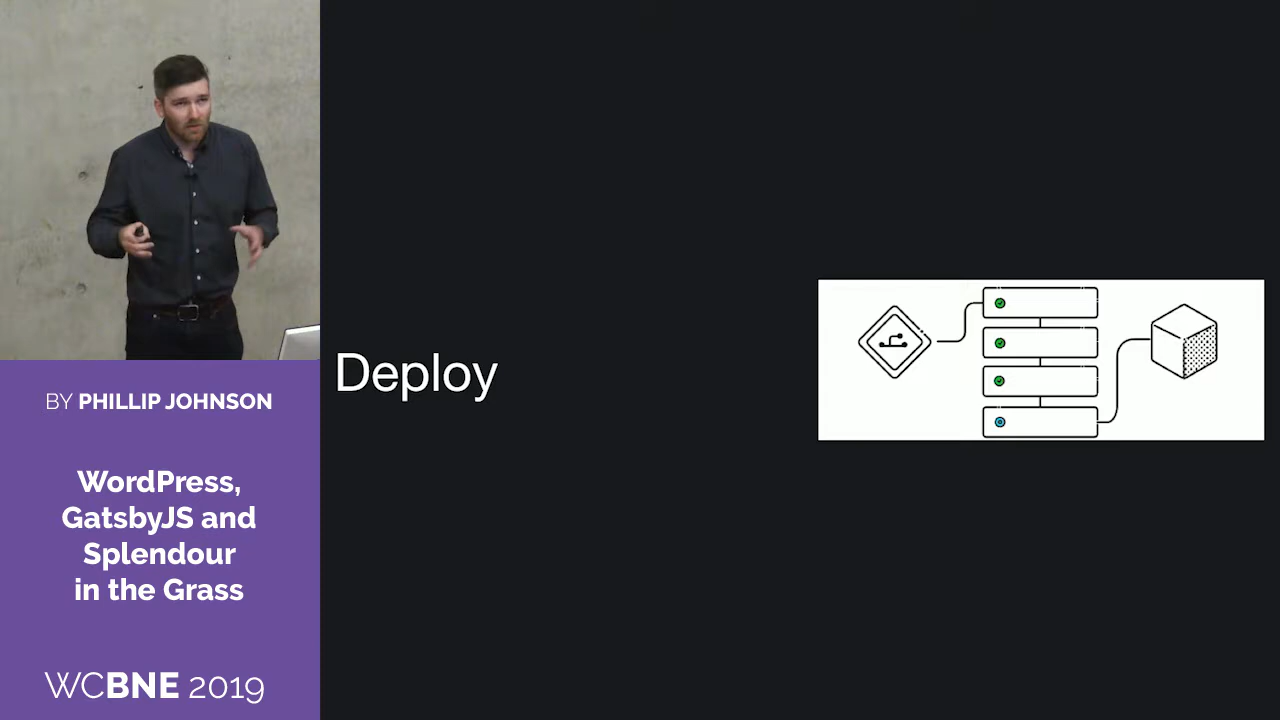 BY PHILLIP JOHNSON
WordPress,
GatsbyJS and
Splendour
in the Grass
WCBNE 2019
Deploy